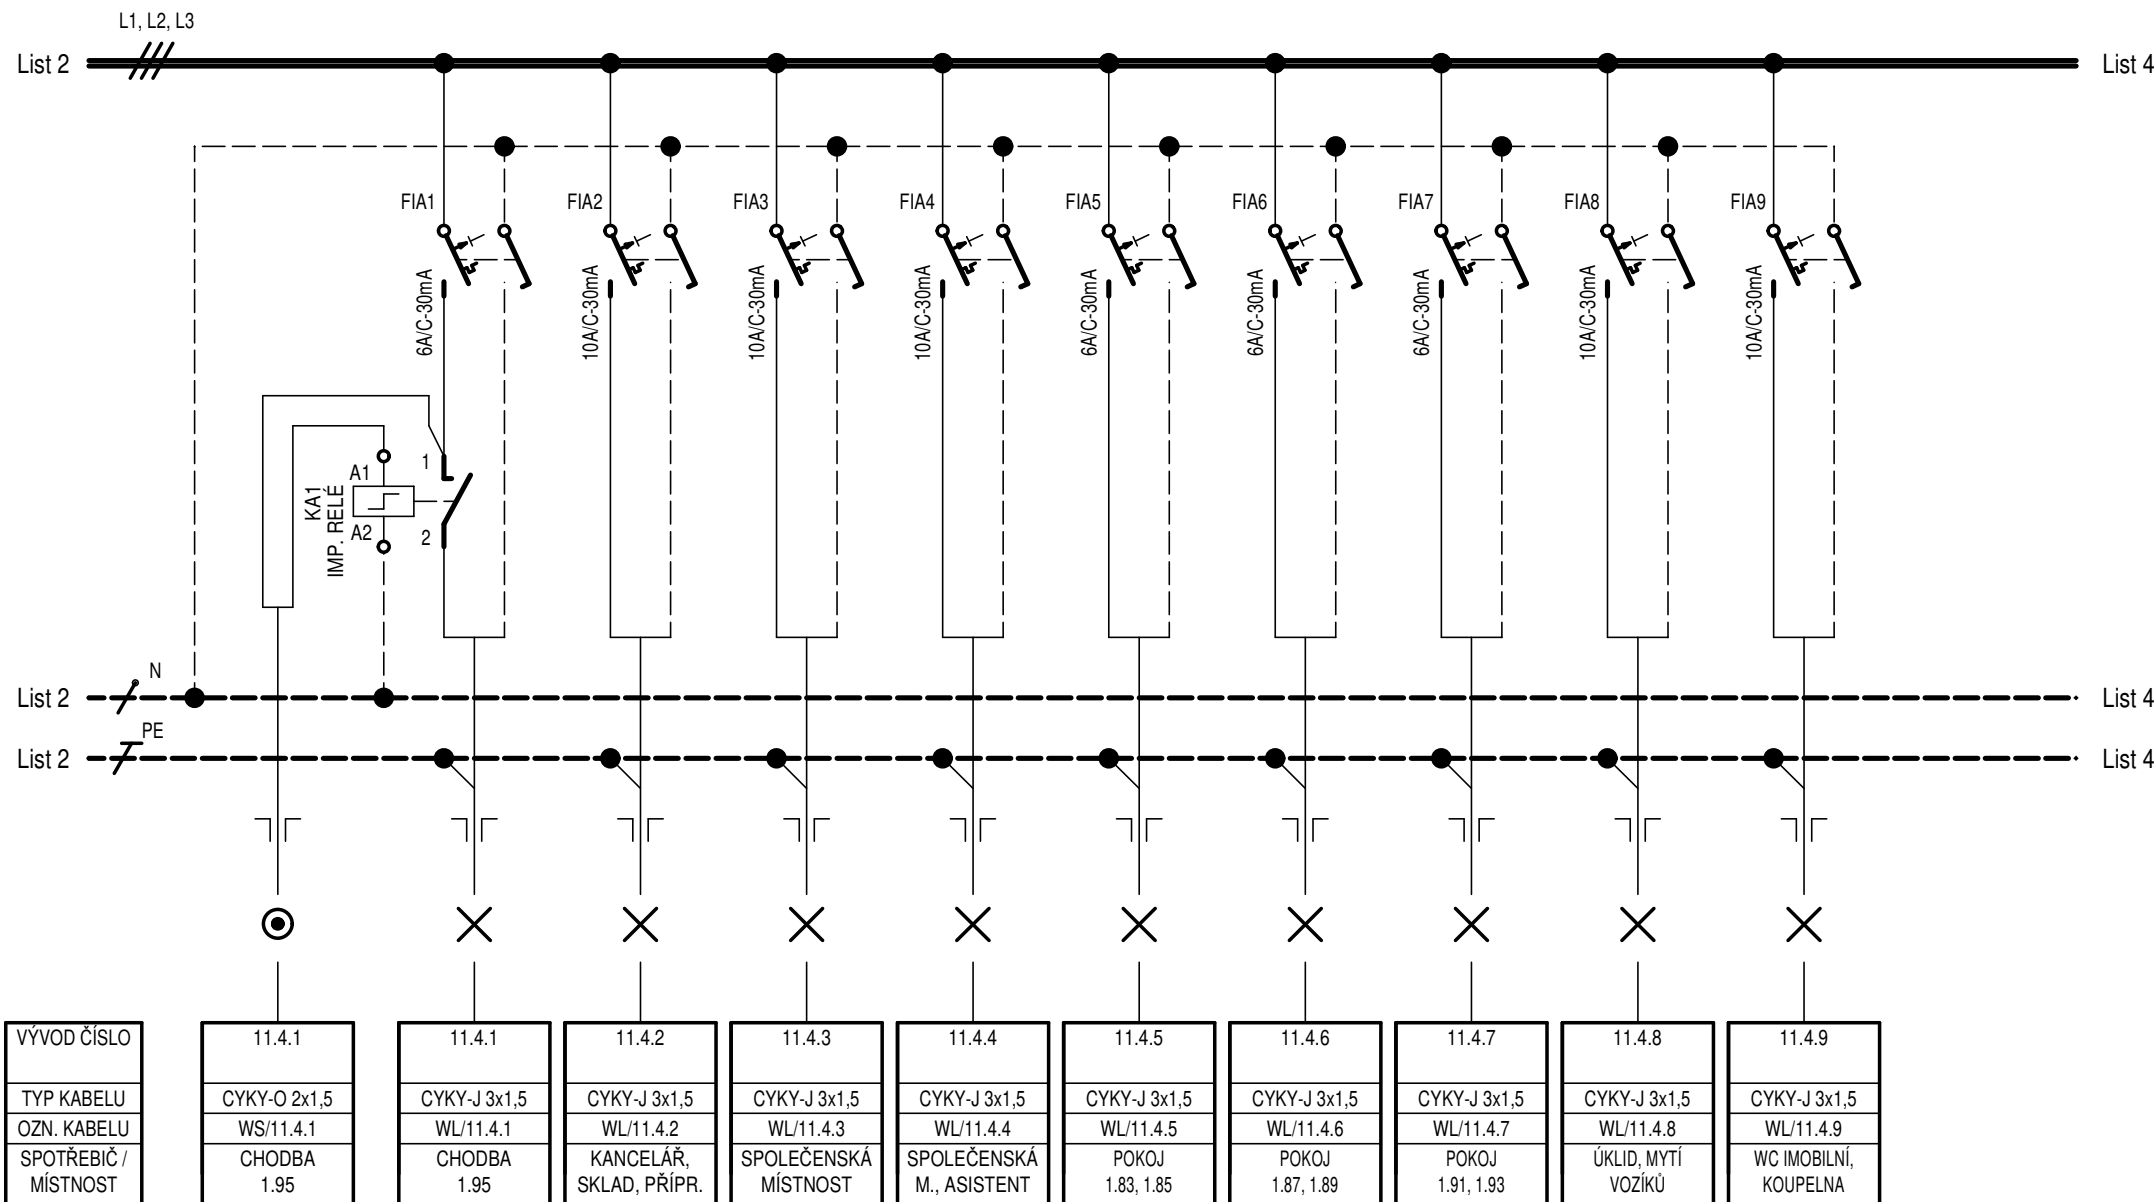 L1, L2, L3
List 2
List 4
FIA1
FIA2
FIA3
FIA4
FIA5
FIA6
FIA7
FIA8
FIA9
6A/C-30mA
10A/C-30mA
10A/C-30mA
10A/C-30mA
6A/C-30mA
6A/C-30mA
6A/C-30mA
10A/C-30mA
10A/C-30mA
KA1
IMP. RELÉ
A1
A2
1
2
N
List 2
List 4
PE
List 2
List 4
VÝVOD ČÍSLO 11.4.1 11.4.1 11.4.2 11.4.3 11.4.4 11.4.5 11.4.6 11.4.7 11.4.8 11.4.9
TYP KABELU CYKY-O 2x1,5 CYKY-J 3x1,5 CYKY-J 3x1,5 CYKY-J 3x1,5 CYKY-J 3x1,5 CYKY-J 3x1,5 CYKY-J 3x1,5 CYKY-J 3x1,5 CYKY-J 3x1,5 CYKY-J 3x1,5
OZN. KABELU WS/11.4.1 WL/11.4.1 WL/11.4.2 WL/11.4.3 WL/11.4.4 WL/11.4.5 WL/11.4.6 WL/11.4.7 WL/11.4.8 WL/11.4.9
SPOTŘEBIČ / CHODBA CHODBA KANCELÁŘ, SPOLEČENSKÁ SPOLEČENSKÁ POKOJ POKOJ POKOJ ÚKLID, MYTÍ WC IMOBILNÍ,
MÍSTNOST 1.95 1.95 SKLAD, PŘÍPR. MÍSTNOST M., ASISTENT 1.83, 1.85 1.87, 1.89 1.91, 1.93 VOZÍKŮ KOUPELNA